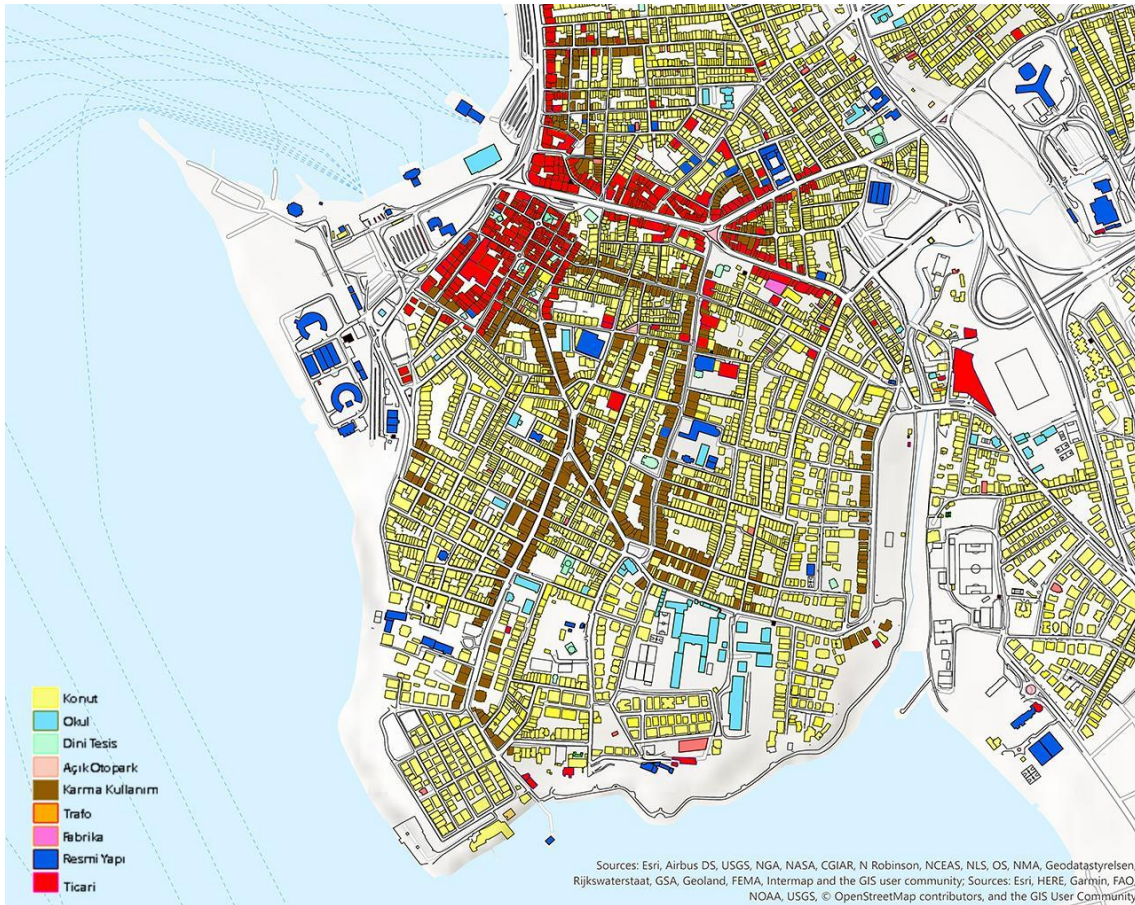 Konut
Okul
Dini Tesis
Açık Otopark
Karma Kullanım
Trafo
Fabrika
Resmi Yapı
Ticari
Sources: Esri, Airbus DS, USGS, NGA, NASA, CGIAR, N Robinson, NCEAS, NLS, OS, NMA, Geodatastyrelsen,
Rijkswaterstaat, GSA, Geoland, FEMA, Intermap and the GIS user community; Sources: Esri, HERE, Garmin, FAO,
NOAA, USGS, © OpenStreetMap contributors, and the GIS User Community